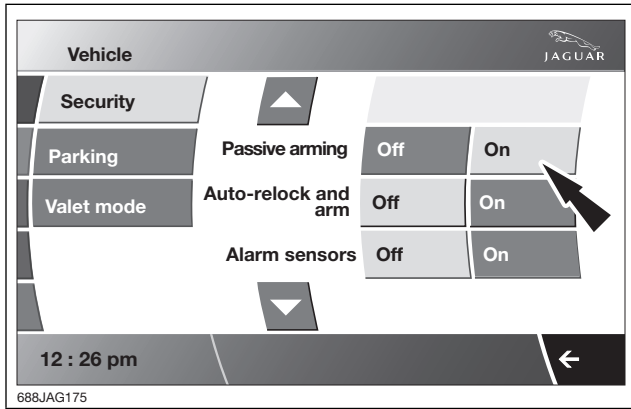 Vehicle
JAGUAR
Security
Parking
Valet mode
Passive arming Off On
Auto-relock and
arm Off On
Alarm sensors Off On
12 : 26 pm
688JAG175